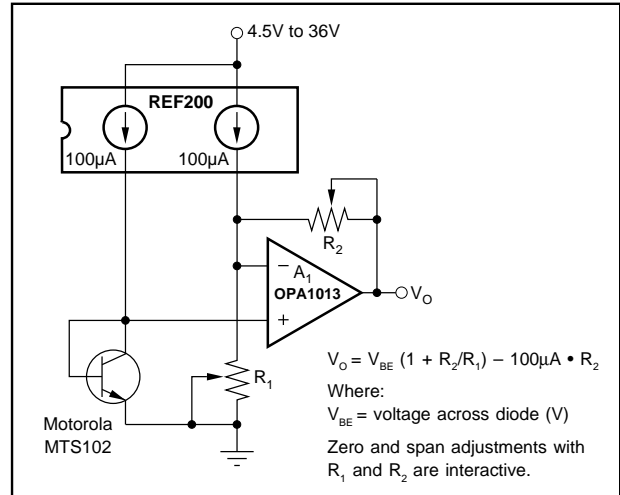 4.5V to 36V
REF200
100µA
100µA
R2
– A1
OPA1013
+
VO
R1
Motorola
MTS102
VO = VBE (1 + R2/R1) – 100µA • R2
Where:
VBE = voltage across diode (V)
Zero and span adjustments with
R1 and R2 are interactive.